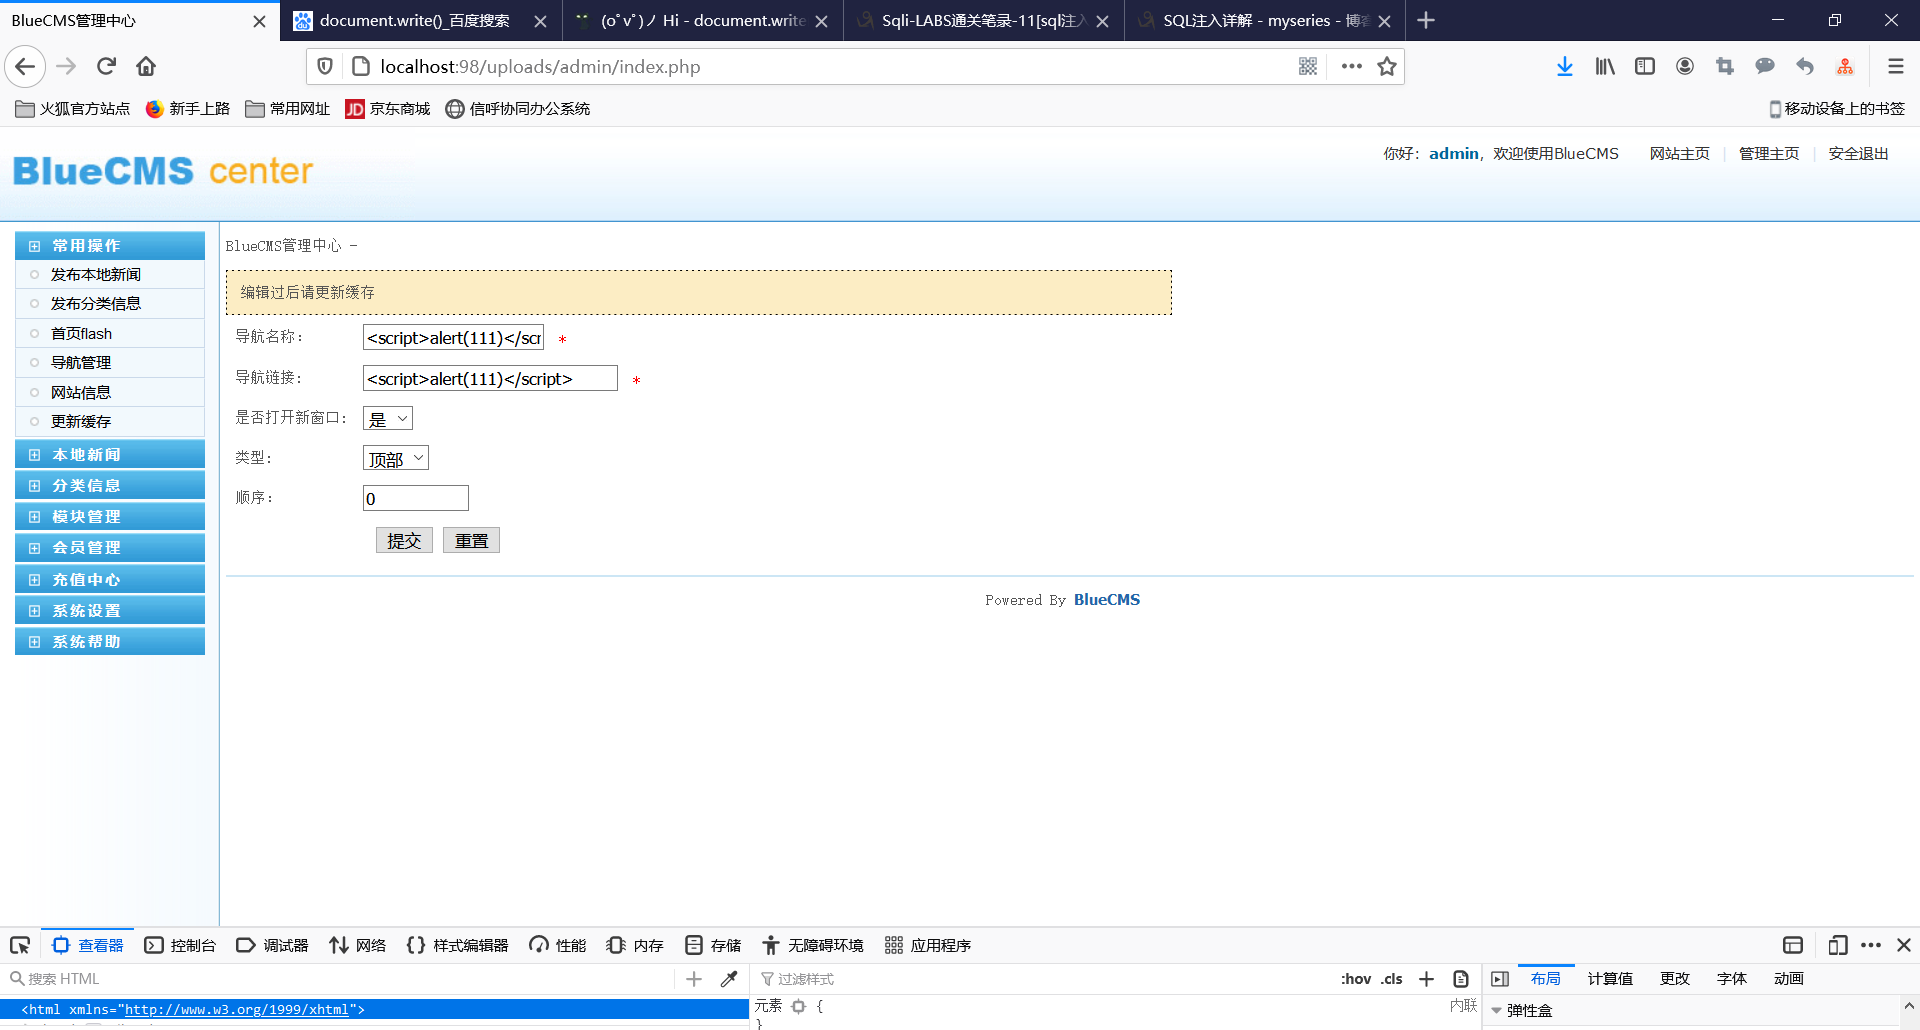 BlueCMS管理中心
document.write()_百度搜索
(o°v°)ノ Hi - document.write
Sqli-LABS通关笔录-11[sql注入
SQL注入详解 - myseries - 博客
localhost:98/uploads/admin/index.php
火狐官方站点
新手上路
常用网址
JD 京东商城
信呼协同办公系统
移动设备上的书签
BlueCMS center
你好：admin，欢迎使用BlueCMS
网站主页 | 管理主页 | 安全退出
常用操作
发布本地新闻
发布分类信息
首页flash
导航管理
网站信息
更新缓存
本地新闻
分类信息
模块管理
会员管理
充值中心
系统设置
系统帮助
BlueCMS管理中心 -
编辑过后请更新缓存
导航名称： <script>alert(111)</scr *
导航链接： <script>alert(111)</script> *
是否打开新窗口： 是
类型： 顶部
顺序： 0
提交 重置
Powered By BlueCMS
查看器 控制台 调试器 网络 样式编辑器 性能 内存 存储 无障碍环境 应用程序
搜索 HTML
过滤样式 :hov .cls
布局 计算值 更改 字体 动画
<html xmlns="http://www.w3.org/1999/xhtml">
元素 { 内联
}
弹性盒